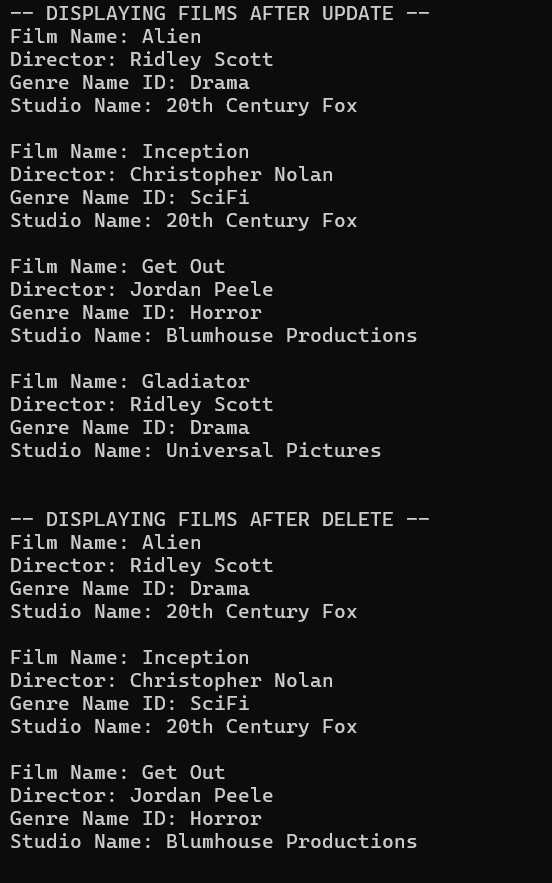 -- DISPLAYING FILMS AFTER UPDATE --
Film Name: Alien
Director: Ridley Scott
Genre Name ID: Drama
Studio Name: 20th Century Fox

Film Name: Inception
Director: Christopher Nolan
Genre Name ID: SciFi
Studio Name: 20th Century Fox

Film Name: Get Out
Director: Jordan Peele
Genre Name ID: Horror
Studio Name: Blumhouse Productions

Film Name: Gladiator
Director: Ridley Scott
Genre Name ID: Drama
Studio Name: Universal Pictures

-- DISPLAYING FILMS AFTER DELETE --
Film Name: Alien
Director: Ridley Scott
Genre Name ID: Drama
Studio Name: 20th Century Fox

Film Name: Inception
Director: Christopher Nolan
Genre Name ID: SciFi
Studio Name: 20th Century Fox

Film Name: Get Out
Director: Jordan Peele
Genre Name ID: Horror
Studio Name: Blumhouse Productions